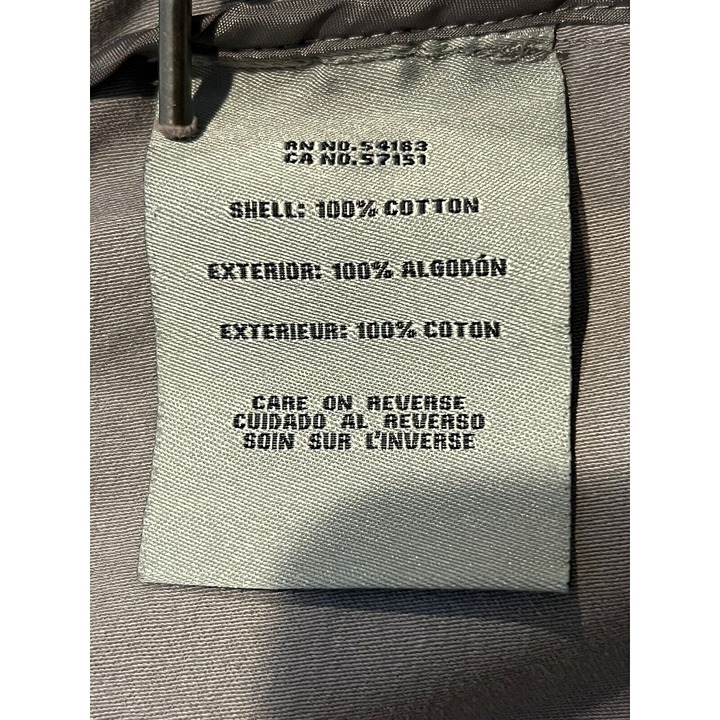 RN NO. 54183
CA NO. 57151
SHELL: 100% COTTON
EXTERIOR: 100% ALGODÓN
EXTERIEUR: 100% COTON
CARE ON REVERSE
CUIDADO AL REVERSO
SOIN SUR L'INVERSE